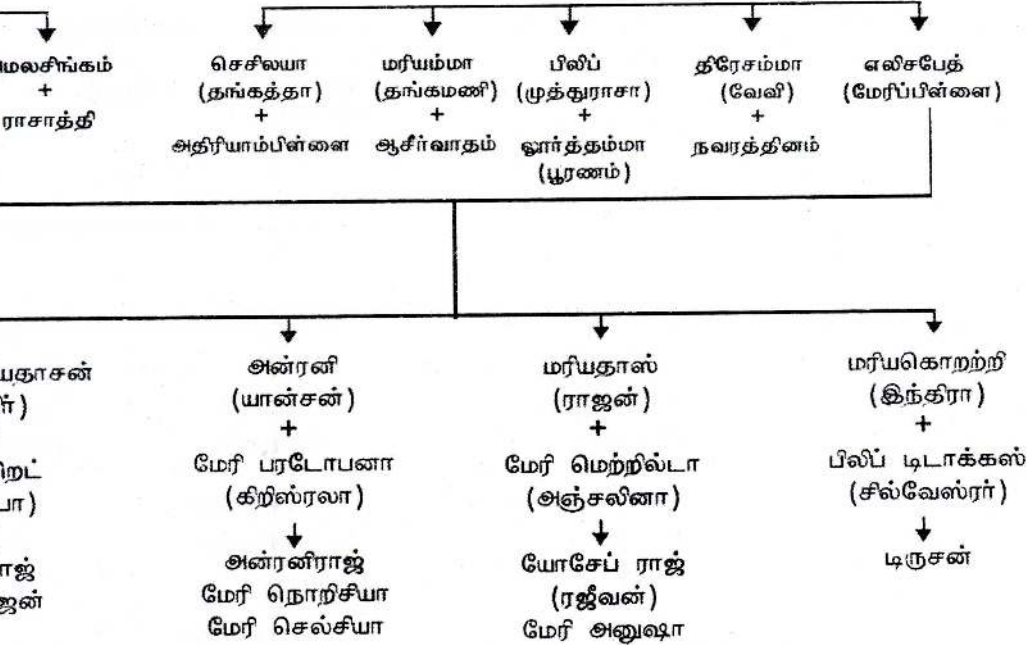 மலசிங்கம்
+
ராசாத்தி
செசிலயா
(தங்கத்தா)
+
அதிரியாம்பிள்ளை
மரியம்மா
(தங்கமணி)
+
ஆசீர்வாதம்
பிலிப்
(முத்துராசா)
+
லூர்த்தம்மா
(பூரணம்)
திரேசம்மா
(வேவி)
+
நவரத்தினம்
எலிசபேத்
(மேரிப்பிள்ளை)
யதாசன்
அன்ரனி
(யான்சன்)
+
மேரி பரடோபனா
(கிறிஸ்ரலா)
அன்ரனிராஜ்
மேரி நொறிசியா
மேரி செல்சியா
மரியதாஸ்
(ராஜன்)
+
மேரி மெற்றில்டா
(அஞ்சலினா)
யோசேப் ராஜ்
(ரஜீவன்)
மேரி அனுஷா
மரியகொறற்றி
(இந்திரா)
+
பிலிப் டிடாக்கஸ்
(சில்வேஸ்ரர்)
டிருசன்